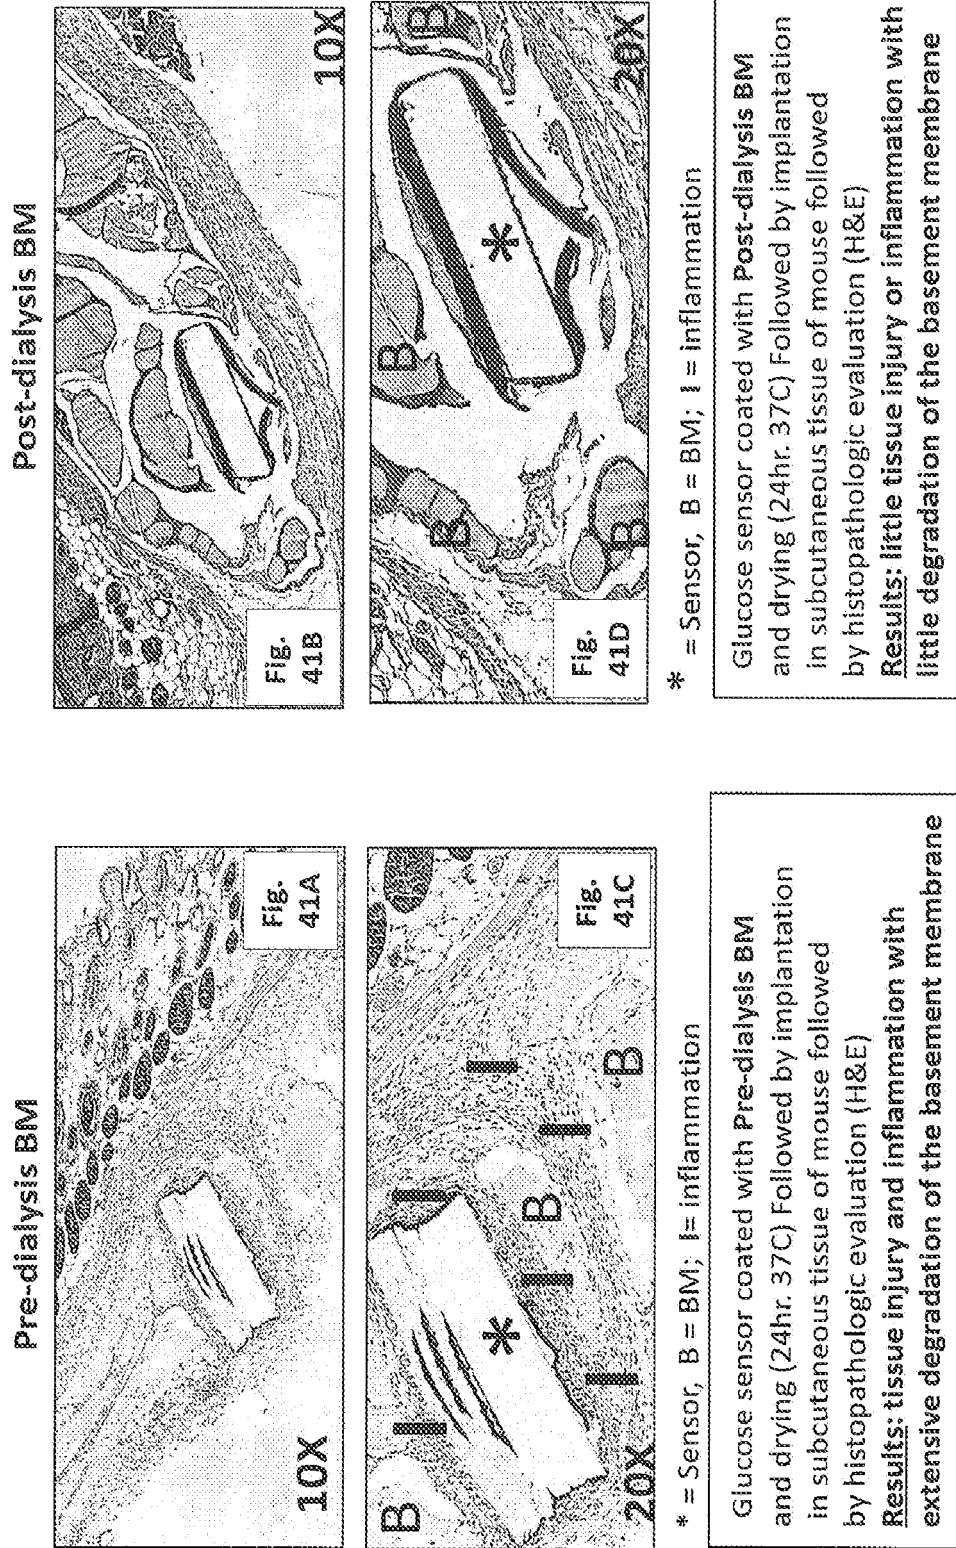 Pre-dialysis BM
Fig.
41A
10X
Fig.
41C
I
I
I
I
I
I
B
B
B
*
20X
* = Sensor, B = BM; I= inflammation
Glucose sensor coated with Pre-dialysis BM
and drying (24hr. 37C) Followed by implantation
in subcutaneous tissue of mouse followed
by histopathologic evaluation (H&E)
Results: tissue injury and inflammation with
extensive degradation of the basement membrane
Post-dialysis BM
Fig.
41B
10X
Fig.
41D
B
B
B
B
*
20X
* = Sensor, B = BM; I = inflammation
Glucose sensor coated with Post-dialysis BM
and drying (24hr. 37C) Followed by implantation
in subcutaneous tissue of mouse followed
by histopathologic evaluation (H&E)
Results: little tissue injury or inflammation with
little degradation of the basement membrane